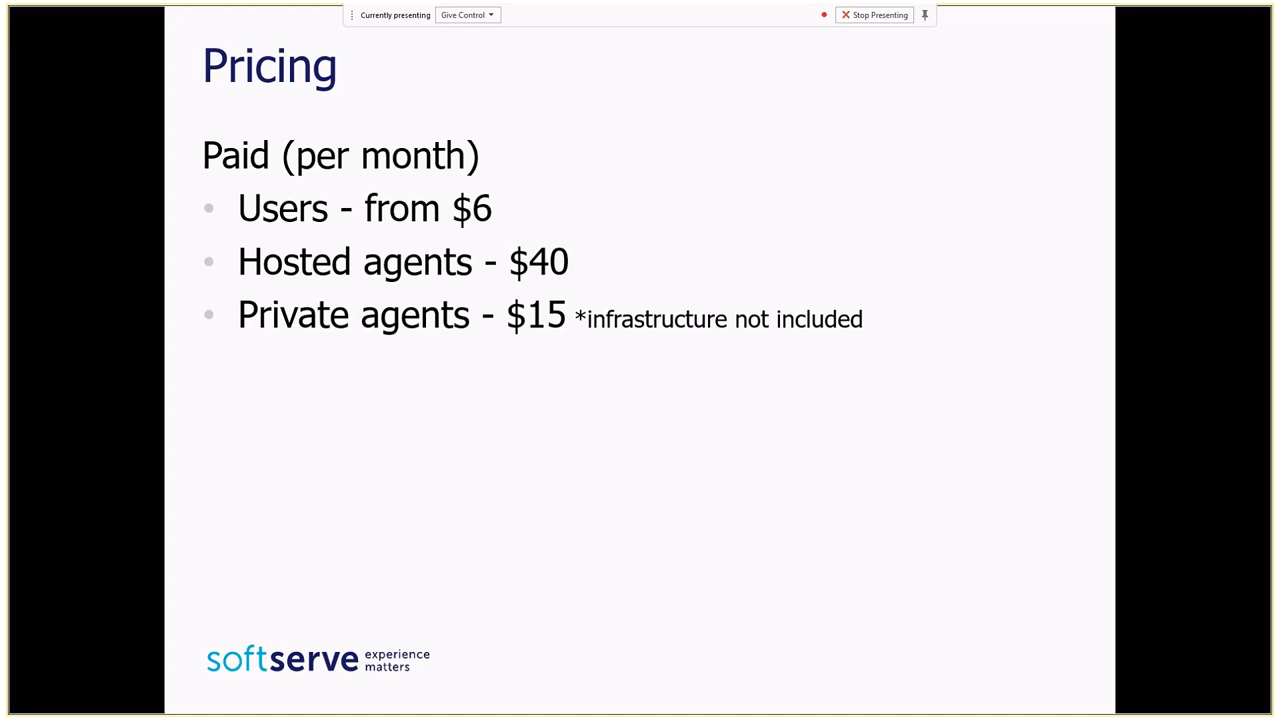 Currently presenting Give Control Stop Presenting
Pricing
Paid (per month)
• Users - from $6
• Hosted agents - $40
• Private agents - $15 *infrastructure not included
softserve experience
matters